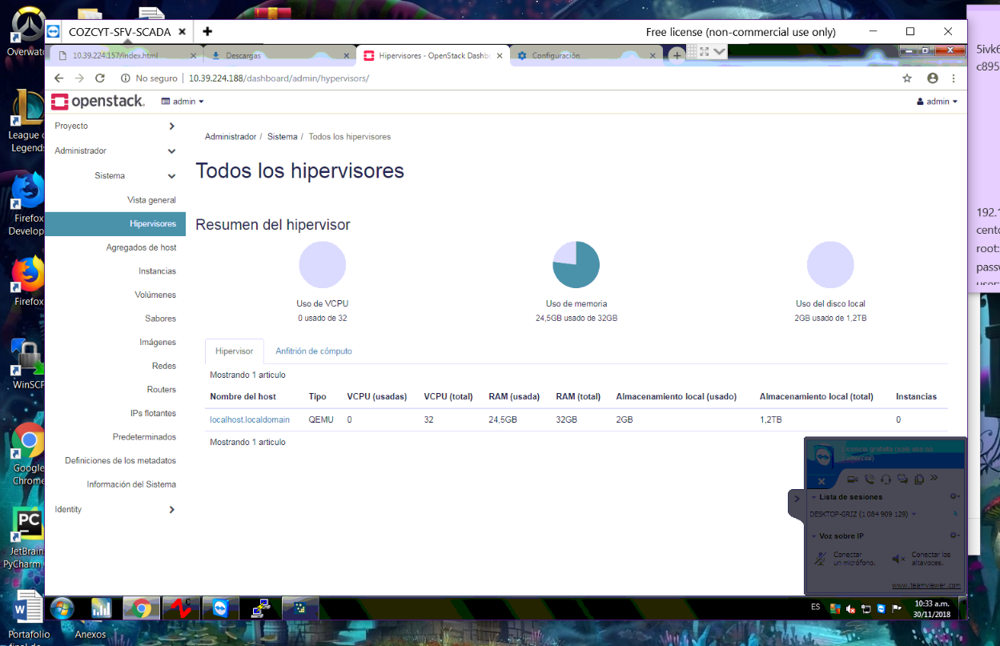 COZCYT-SFV-SCADA
Free license (non-commercial use only)
10.39.224.157/index.html
Descargas
Hipervisores - OpenStack Dashbo
Configuración
No seguro
10.39.224.188/dashboard/admin/hypervisors/
openstack.
admin
admin
Proyecto
Administrador
Sistema
Vista general
Hipervisores
Agregados de host
Instancias
Volúmenes
Sabores
Imágenes
Redes
Routers
IPs flotantes
Predeterminados
Definiciones de los metadatos
Información del Sistema
Identity
Administrador / Sistema / Todos los hipervisores
Todos los hipervisores
Resumen del hipervisor
Uso de VCPU
0 usado de 32
Uso de memoria
24,5GB usado de 32GB
Uso del disco local
2GB usado de 1,2TB
Hipervisor
Anfitrión de cómputo
Mostrando 1 articulo
Nombre del host Tipo VCPU (usadas) VCPU (total) RAM (usada) RAM (total) Almacenamiento local (usado) Almacenamiento local (total) Instancias
localhost.localdomain QEMU 0 32 24,5GB 32GB 2GB 1,2TB 0
Mostrando 1 articulo
Licencia gratuita (solo uso no
comercial)
Lista de sesiones
DESKTOP-GRIZ (1 084 909 129)
Voz sobre IP
Conectar
un micrófono.
Conectar los
altavoces.
www.teamviewer.com
ES
10:33 a.m.
30/11/2018
Overwatc
League o
Legends
Firefox
Develop
Firefox
WinSCP
Google
Chrome
PC
JetBrain
PyCharm
Portafolio
final de
Anexos
5ivk6
c895
192.1
cento
root:
passw
user: